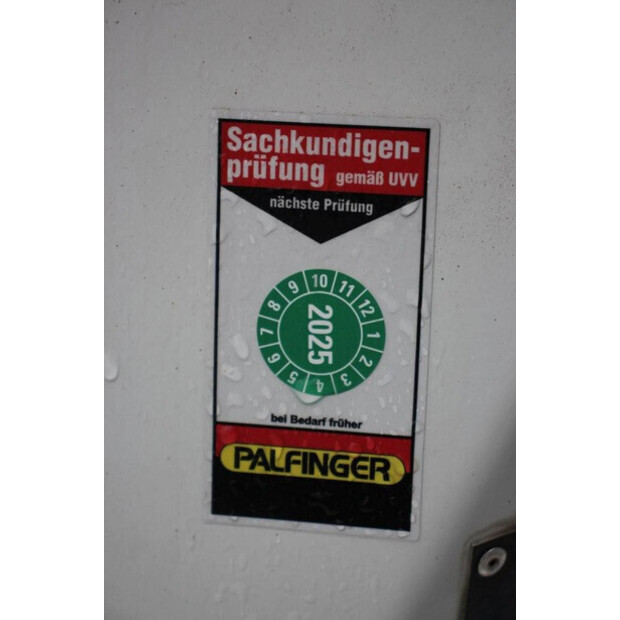 Sachkundigen-
prüfung gemäß UVV
nächste Prüfung
1 2 3 4 5 6 7 8 9 10 11 12
2025
bei Bedarf früher
PALFINGER